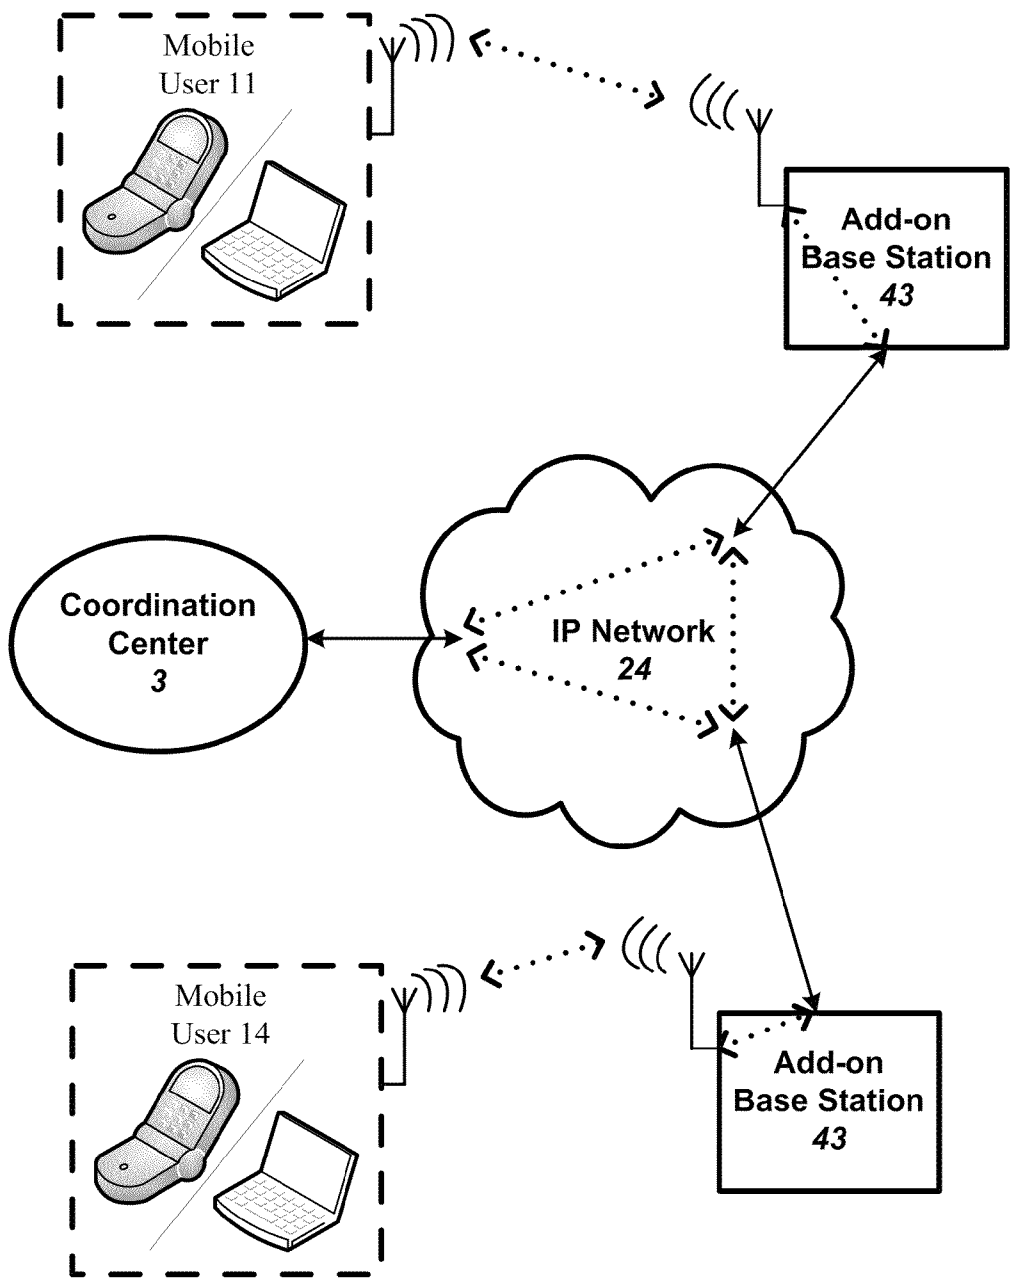 Mobile
User 11
Add-on
Base Station
43
Coordination
Center
3
IP Network
24
Mobile
User 14
Add-on
Base Station
43